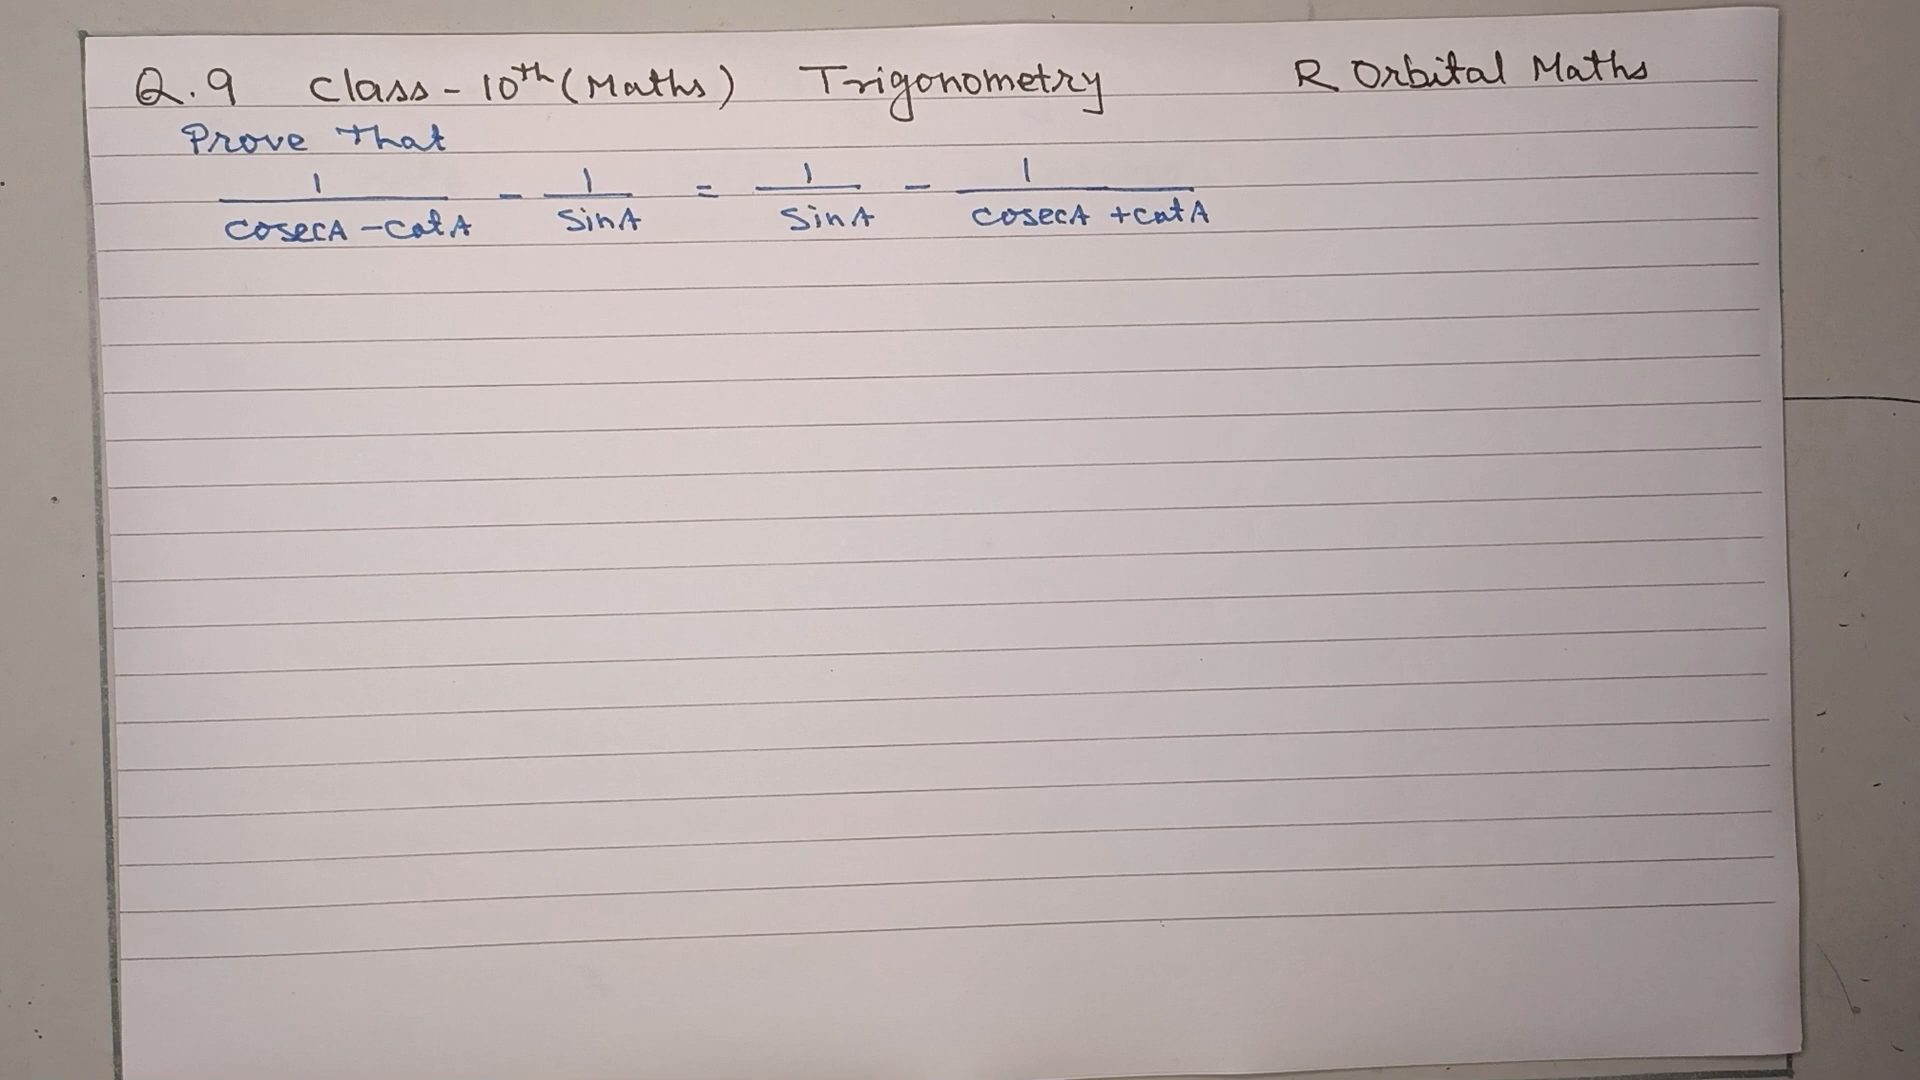 Q.9 Class - 10th (Maths) Trigonometry R Orbital Maths
Prove That
1/(cosecA - cotA) - 1/SinA = 1/SinA - 1/(cosecA + cotA)